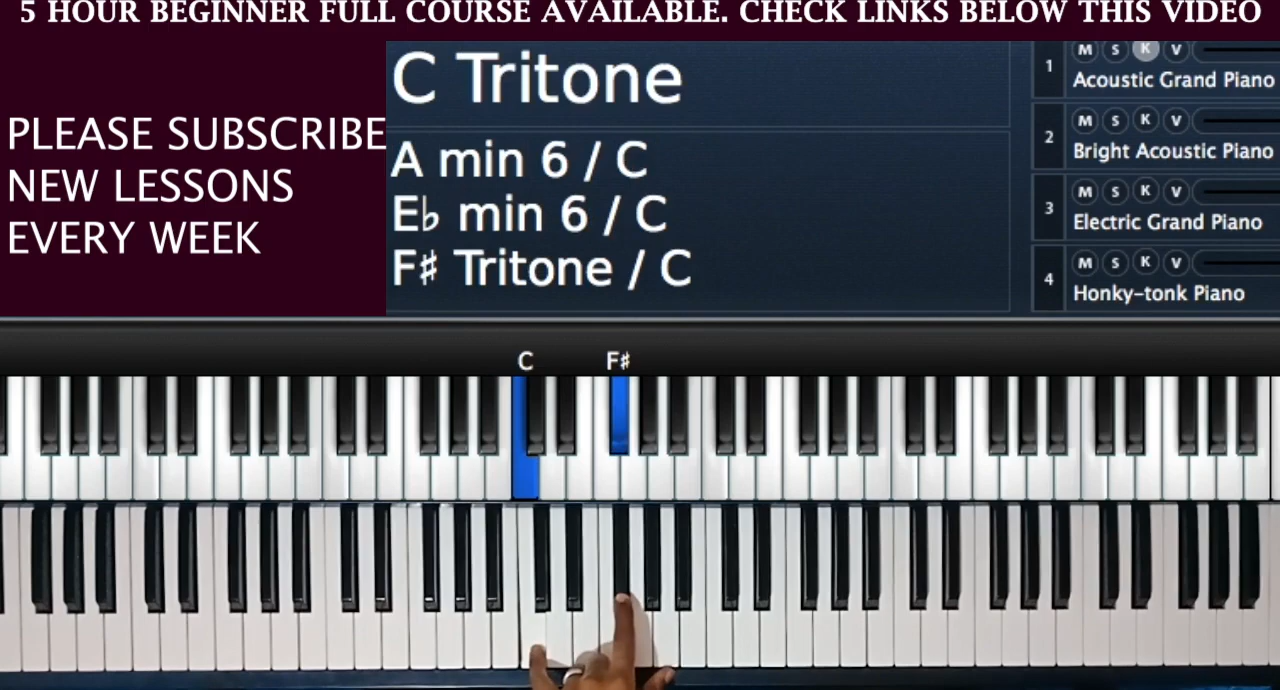 5 HOUR BEGINNER FULL COURSE AVAILABLE. CHECK LINKS BELOW THIS VIDEO
PLEASE SUBSCRIBE
NEW LESSONS
EVERY WEEK
C Tritone
A min 6 / C
E♭ min 6 / C
F♯ Tritone / C
1 M S K V
Acoustic Grand Piano
2 M S K V
Bright Acoustic Piano
3 M S K V
Electric Grand Piano
4 M S K V
Honky-tonk Piano
C F♯